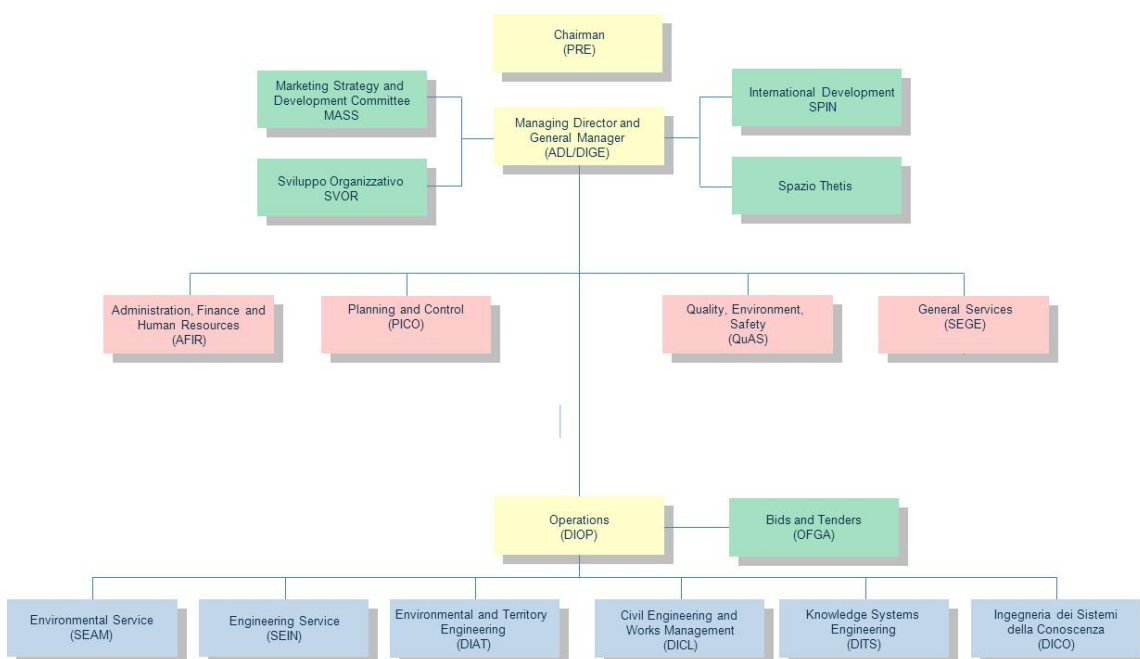 Chairman
(PRE)
Marketing Strategy and
Development Committee
MASS
International Development
SPIN
Managing Director and
General Manager
(ADL/DIGE)
Sviluppo Organizzativo
SVOR
Spazio Thetis
Administration, Finance and
Human Resources
(AFIR)
Planning and Control
(PICO)
Quality, Environment,
Safety
(QuAS)
General Services
(SEGE)
Operations
(DIOP)
Bids and Tenders
(OFGA)
Environmental Service
(SEAM)
Engineering Service
(SEIN)
Environmental and Territory
Engineering
(DIAT)
Civil Engineering and
Works Management
(DICL)
Knowledge Systems
Engineering
(DITS)
Ingegneria dei Sistemi
della Conoscenza
(DICO)